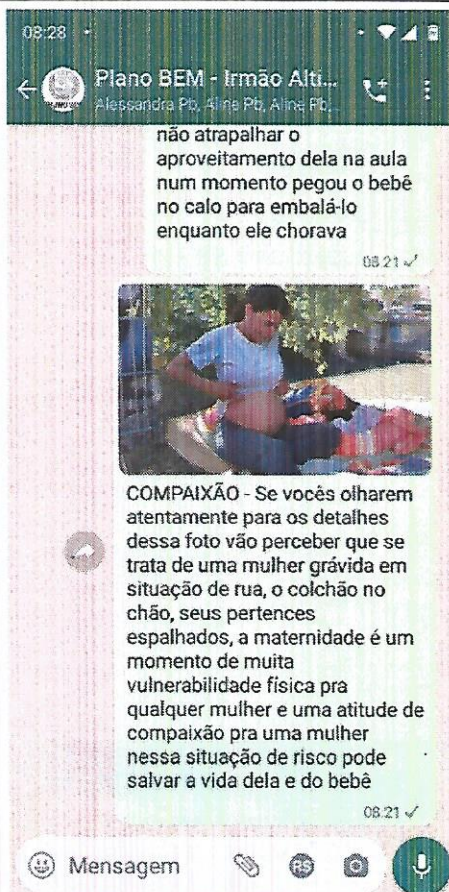 08:28
Plano BEM - Irmão Alti...
Alessandra Pb, Aline Pb, Aline Pb,
não atrapalhar o
aproveitamento dela na aula
num momento pegou o bebê
no calo para embalá-lo
enquanto ele chorava
08:21
COMPAIXÃO - Se vocês olharem
atentamente para os detalhes
dessa foto vão perceber que se
trata de uma mulher grávida em
situação de rua, o colchão no
chão, seus pertences
espalhados, a maternidade é um
momento de muita
vulnerabilidade física pra
qualquer mulher e uma atitude de
compaixão pra uma mulher
nessa situação de risco pode
salvar a vida dela e do bebê
08:21
Mensagem
R$